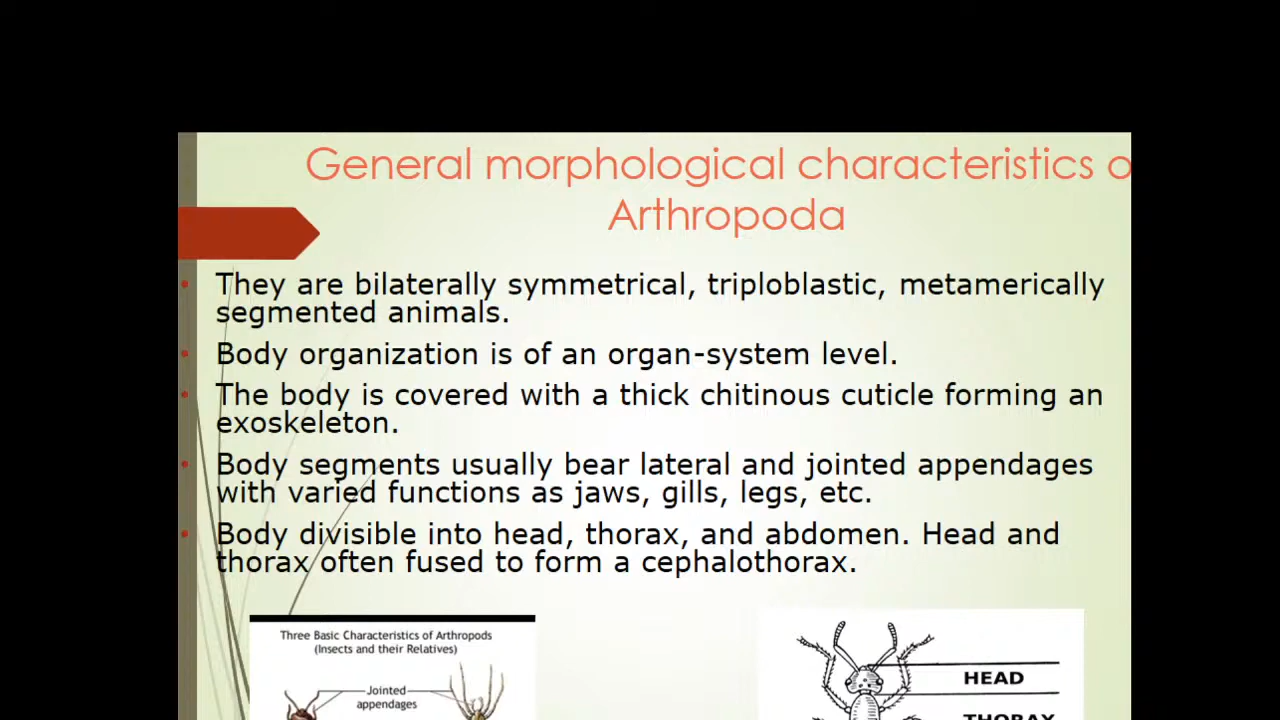 General morphological characteristics o
Arthropoda
• They are bilaterally symmetrical, triploblastic, metamerically
segmented animals.
• Body organization is of an organ-system level.
• The body is covered with a thick chitinous cuticle forming an
exoskeleton.
• Body segments usually bear lateral and jointed appendages
with varied functions as jaws, gills, legs, etc.
• Body divisible into head, thorax, and abdomen. Head and
thorax often fused to form a cephalothorax.
Three Basic Characteristics of Arthropods
(Insects and their Relatives)
Jointed
appendages
HEAD
THORAX